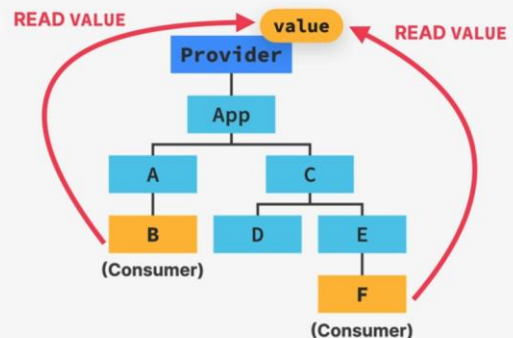 READ VALUE
value
READ VALUE
Provider
App
A
C
B
D
E
(Consumer)
F
(Consumer)